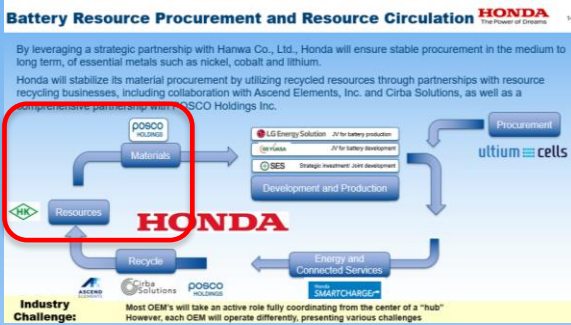 Battery Resource Procurement and Resource Circulation
HONDA
The Power of Dreams
By leveraging a strategic partnership with Hanwa Co., Ltd., Honda will ensure stable procurement in the medium to
long term, of essential metals such as nickel, cobalt and lithium.
Honda will stabilize its material procurement by utilizing recycled resources through partnerships with resource
recycling businesses, including collaboration with Ascend Elements, Inc. and Cirba Solutions, as well as a
comprehensive partnership with POSCO Holdings Inc.
posco
HOLDINGS
Materials
LG Energy Solution JV for battery production
GS YUASA JV for battery development
SES Strategic investment/ Joint development
Development and Production
Procurement
ultium cells
HK
Resources
HONDA
Recycle
Energy and
Connected Services
ASCEND
ELEMENTS
Cirba
Solutions
posco
HOLDINGS
Honda
SMARTCHARGE
Industry
Challenge:
Most OEM's will take an active role fully coordinating from the center of a "hub"
However, each OEM will operate differently, presenting various challenges